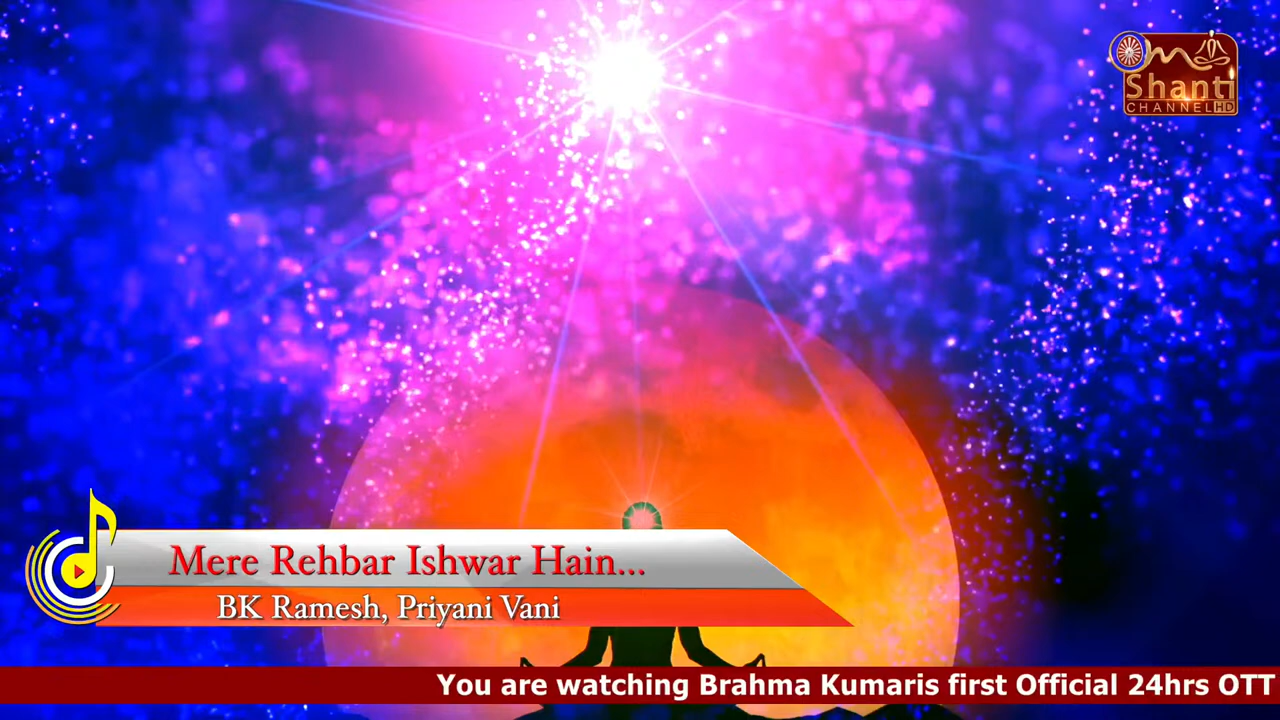 Om
Shanti
CHANNEL HD
Mere Rehbar Ishwar Hain...
BK Ramesh, Priyani Vani
You are watching Brahma Kumaris first Official 24hrs OTT